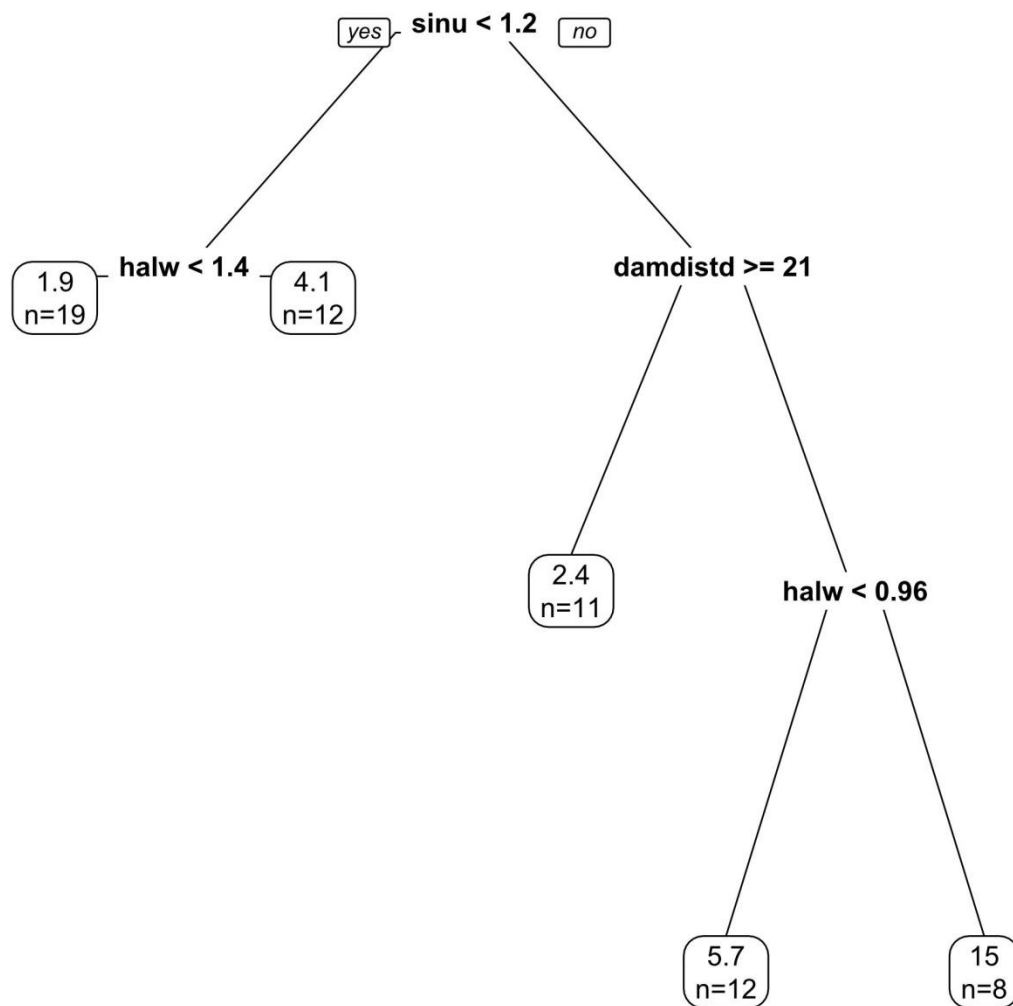 yes
sinu < 1.2
no
halw < 1.4
damdistd >= 21
1.9
n=19
4.1
n=12
2.4
n=11
halw < 0.96
5.7
n=12
15
n=8